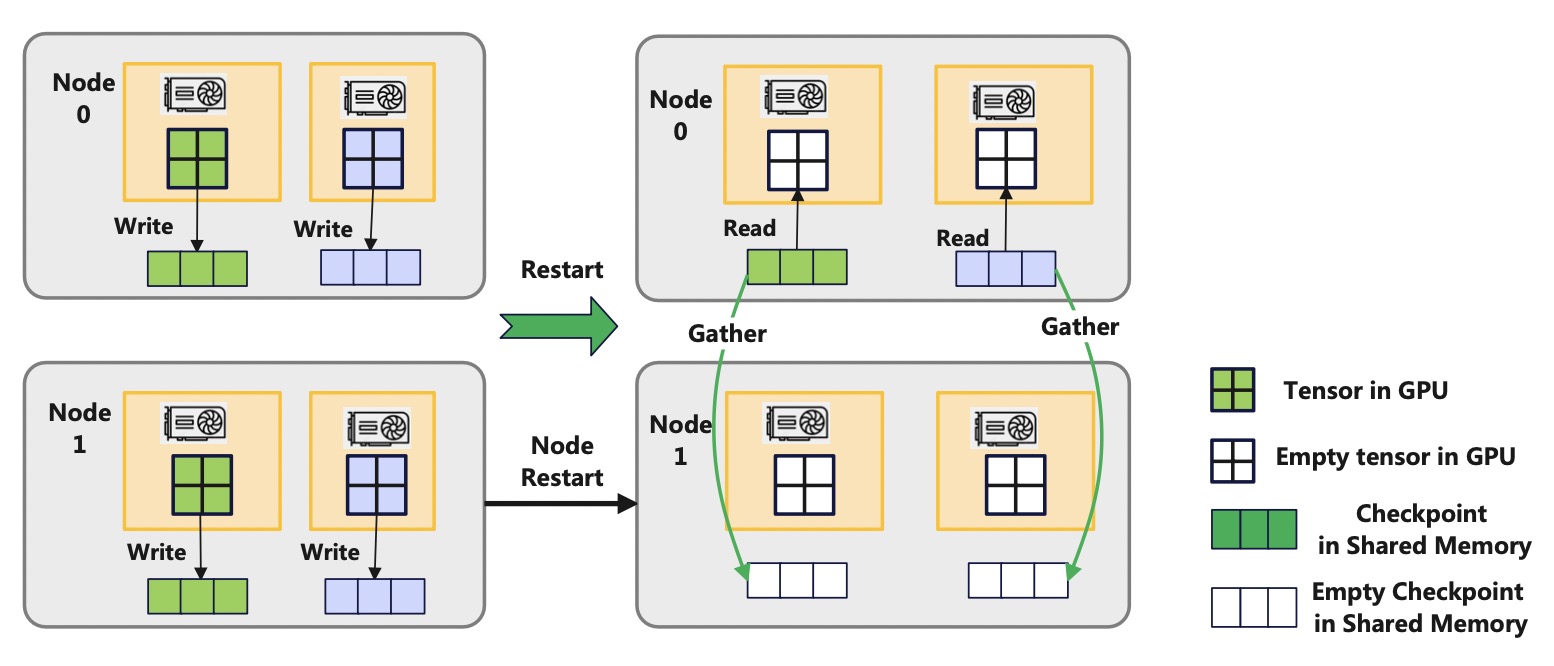 Node
0
Write
Write
Node
1
Write
Write
Restart
Node
Restart
Node
0
Read
Read
Gather
Gather
Node
1
Tensor in GPU
Empty tensor in GPU
Checkpoint
in Shared Memory
Empty Checkpoint
in Shared Memory